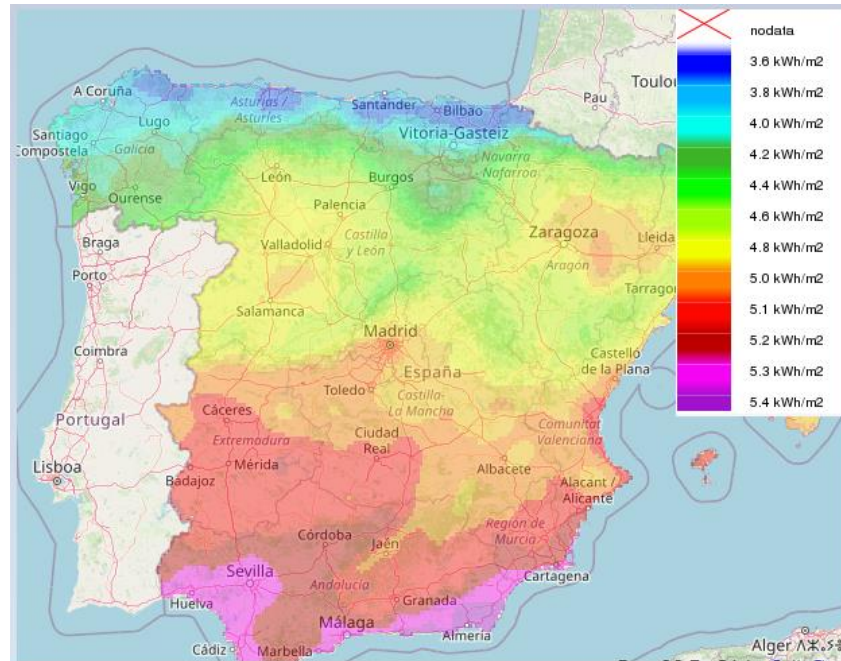 nodata
3.6 kWh/m2
3.8 kWh/m2
4.0 kWh/m2
4.2 kWh/m2
4.4 kWh/m2
4.6 kWh/m2
4.8 kWh/m2
5.0 kWh/m2
5.1 kWh/m2
5.2 kWh/m2
5.3 kWh/m2
5.4 kWh/m2
A Coruña
Asturias /
Asturies
Santander
Bilbao
Pau
Toulou
Lugo
Santiago
Compostela
Galicia
Vitoria-Gasteiz
Navarra
- Nafarroa
León
Burgos
Vigo
Ourense
Palencia
Braga
Valladolid
Castilla
y León
Zaragoza
Lleida
Aragón
Porto
Salamanca
Tarragon
Madrid
Coimbra
España
Castelló
de la Plana
Toledo
Castilla-
La Mancha
Cáceres
Portugal
Extremadura
Ciudad
Real
Comunitat
Valenciana
Lisboa
Badajoz
Mérida
Albacete
Alacant /
Alicante
Córdoba
Jaén
Región de
Murcia
Sevilla
Andalucía
Cartagena
Huelva
Granada
Málaga
Almería
Cádiz
Marbella
Alger